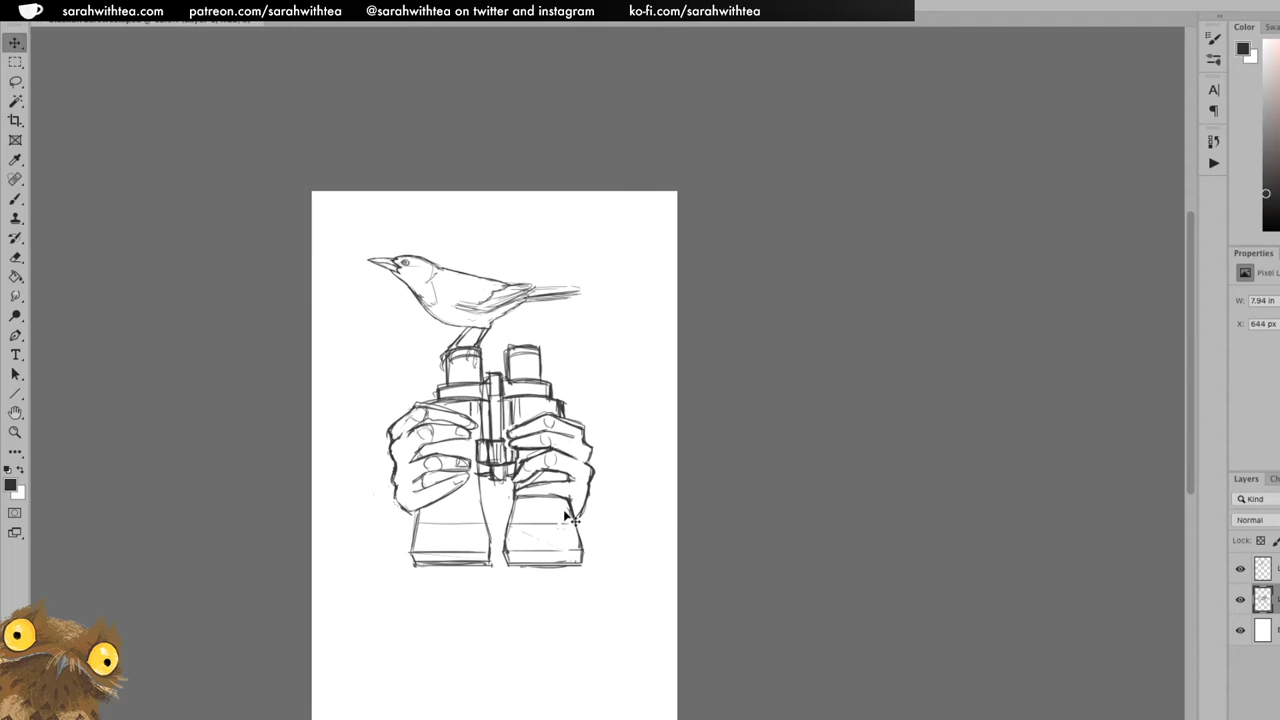 sarahwithtea.com patreon.com/sarahwithtea @sarahwithtea on twitter and instagram ko-fi.com/sarahwithtea
Color
Properties
Pixel
W: 7.94 in
X: 644 px
Layers
Kind
Normal
Lock: